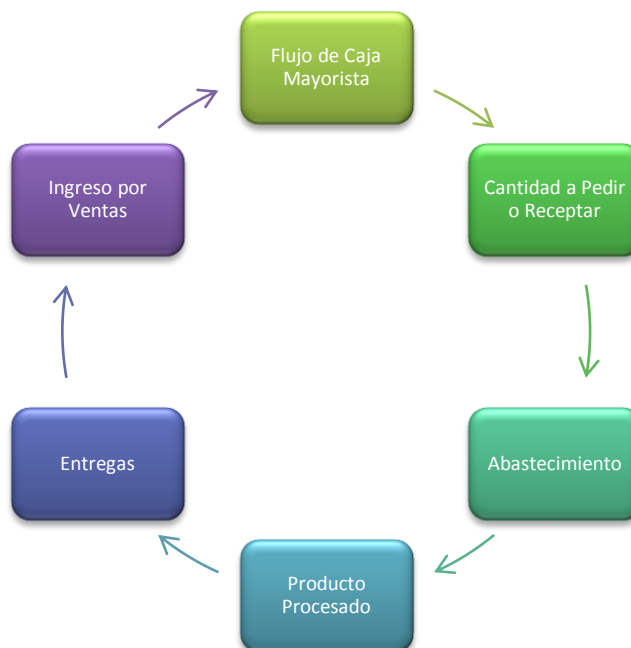 Flujo de Caja
Mayorista
Cantidad a Pedir
o Receptar
Abastecimiento
Producto
Procesado
Entregas
Ingreso por
Ventas